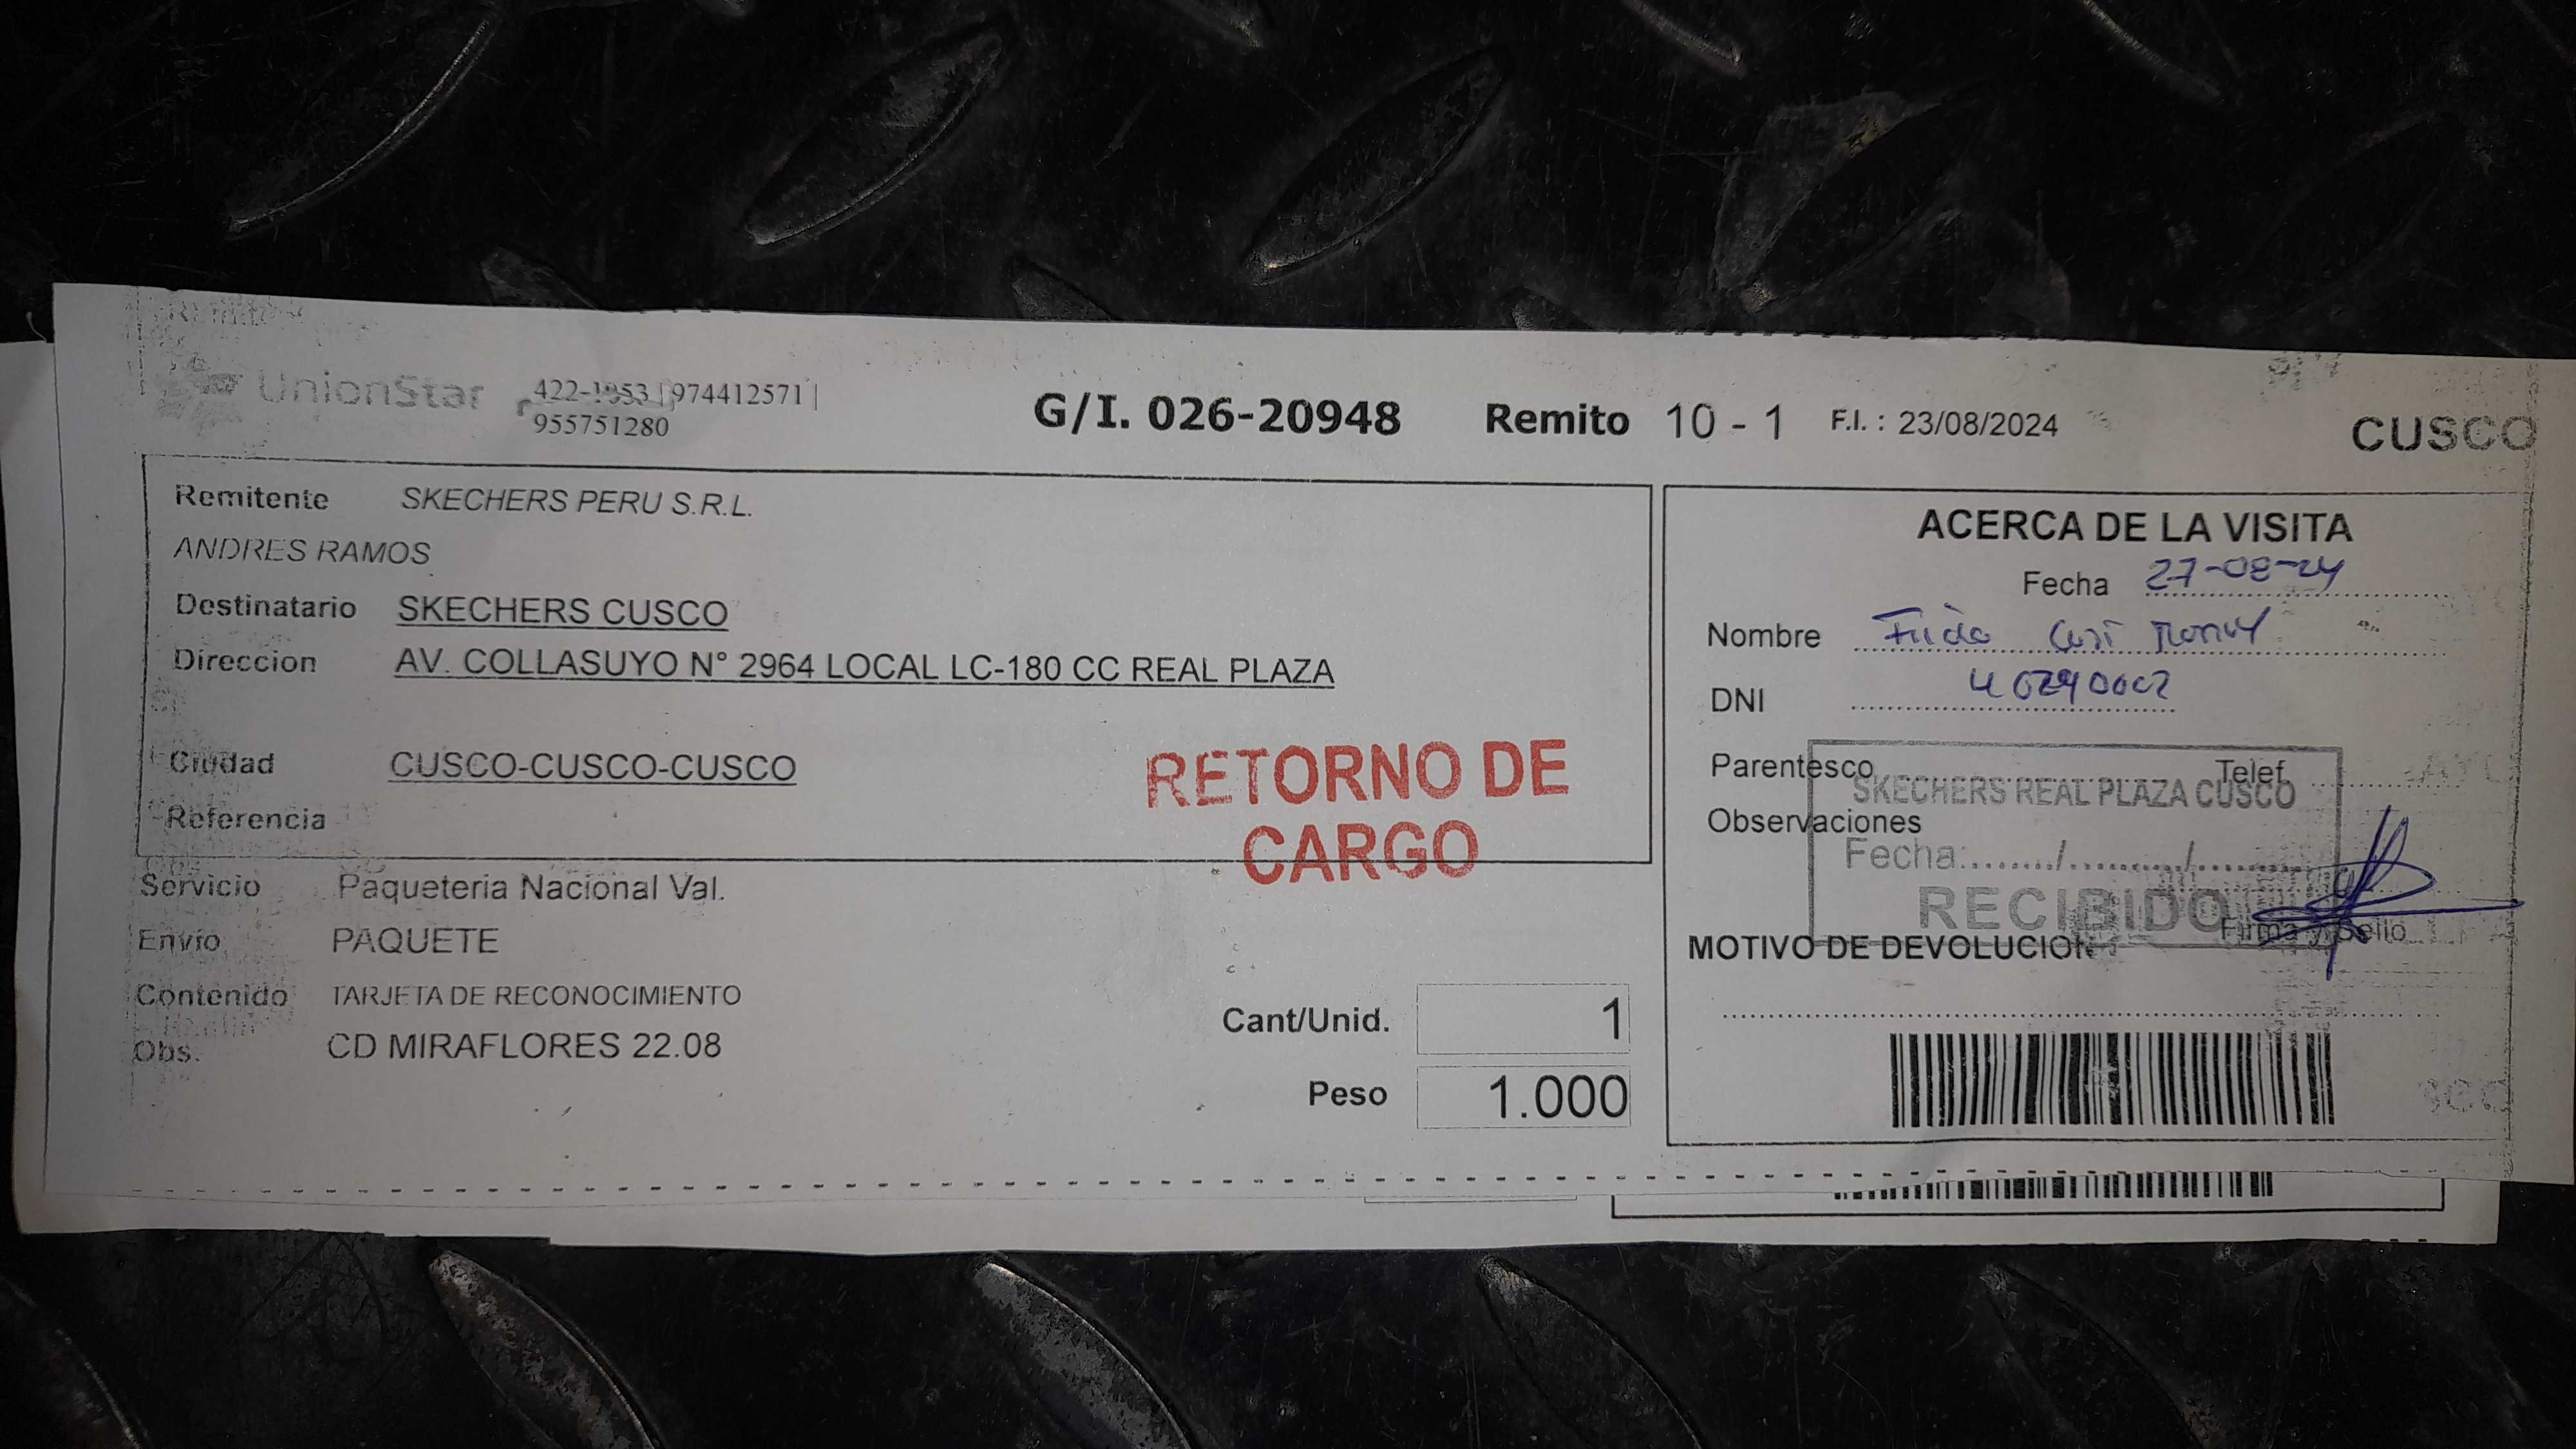 UnionStar
422-1953 | 974412571 |
955751280
G/I. 026-20948 Remito 10 - 1 F.I. : 23/08/2024
CUSCO
Remitente SKECHERS PERU S.R.L.
ANDRES RAMOS
Destinatario SKECHERS CUSCO
Direccion AV. COLLASUYO N° 2964 LOCAL LC-180 CC REAL PLAZA
Ciudad CUSCO-CUSCO-CUSCO
Referencia
RETORNO DE
CARGO
Servicio Paqueteria Nacional Val.
Envio PAQUETE
Contenido TARJETA DE RECONOCIMIENTO
Obs. CD MIRAFLORES 22.08
Cant/Unid. 1
Peso 1.000
ACERCA DE LA VISITA
Fecha 27-08-24
Nombre
DNI
Parentesco Telef
Observaciones
SKECHERS REAL PLAZA CUSCO
Fecha:......./........./.......
RECIBIDO
Firma y Sello
MOTIVO DE DEVOLUCION